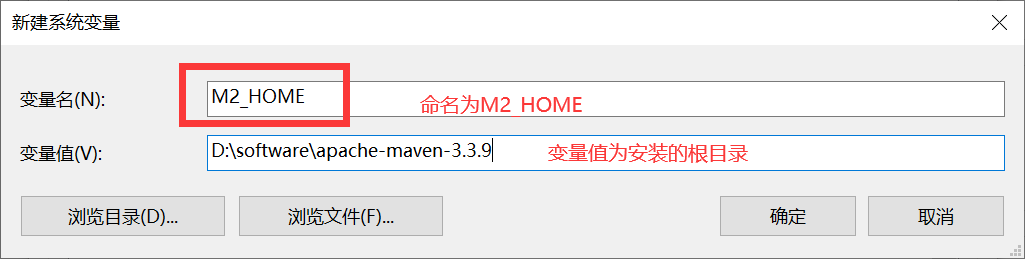 新建系统变量
变量名(N): M2_HOME 命名为M2_HOME
变量值(V): D:\software\apache-maven-3.3.9 变量值为安装的根目录
浏览目录(D)... 浏览文件(F)... 确定 取消